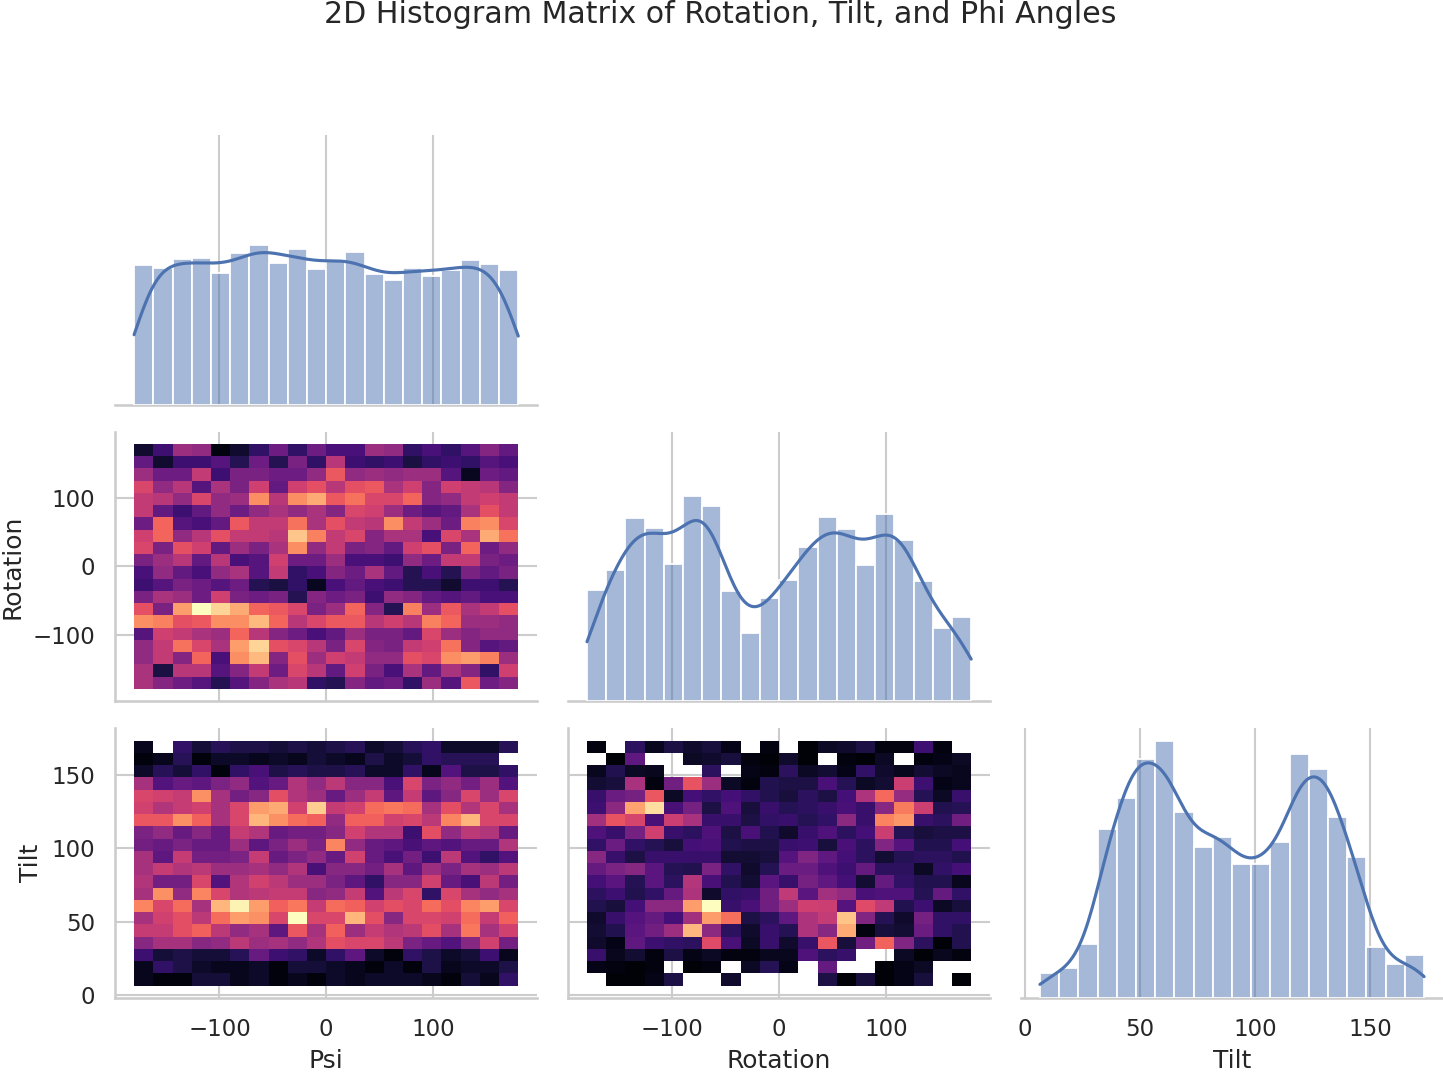 2D Histogram Matrix of Rotation, Tilt, and Phi Angles
Rotation
100
0
−100
Tilt
150
100
50
0
−100 0 100
Psi
−100 0 100
Rotation
0 50 100 150
Tilt